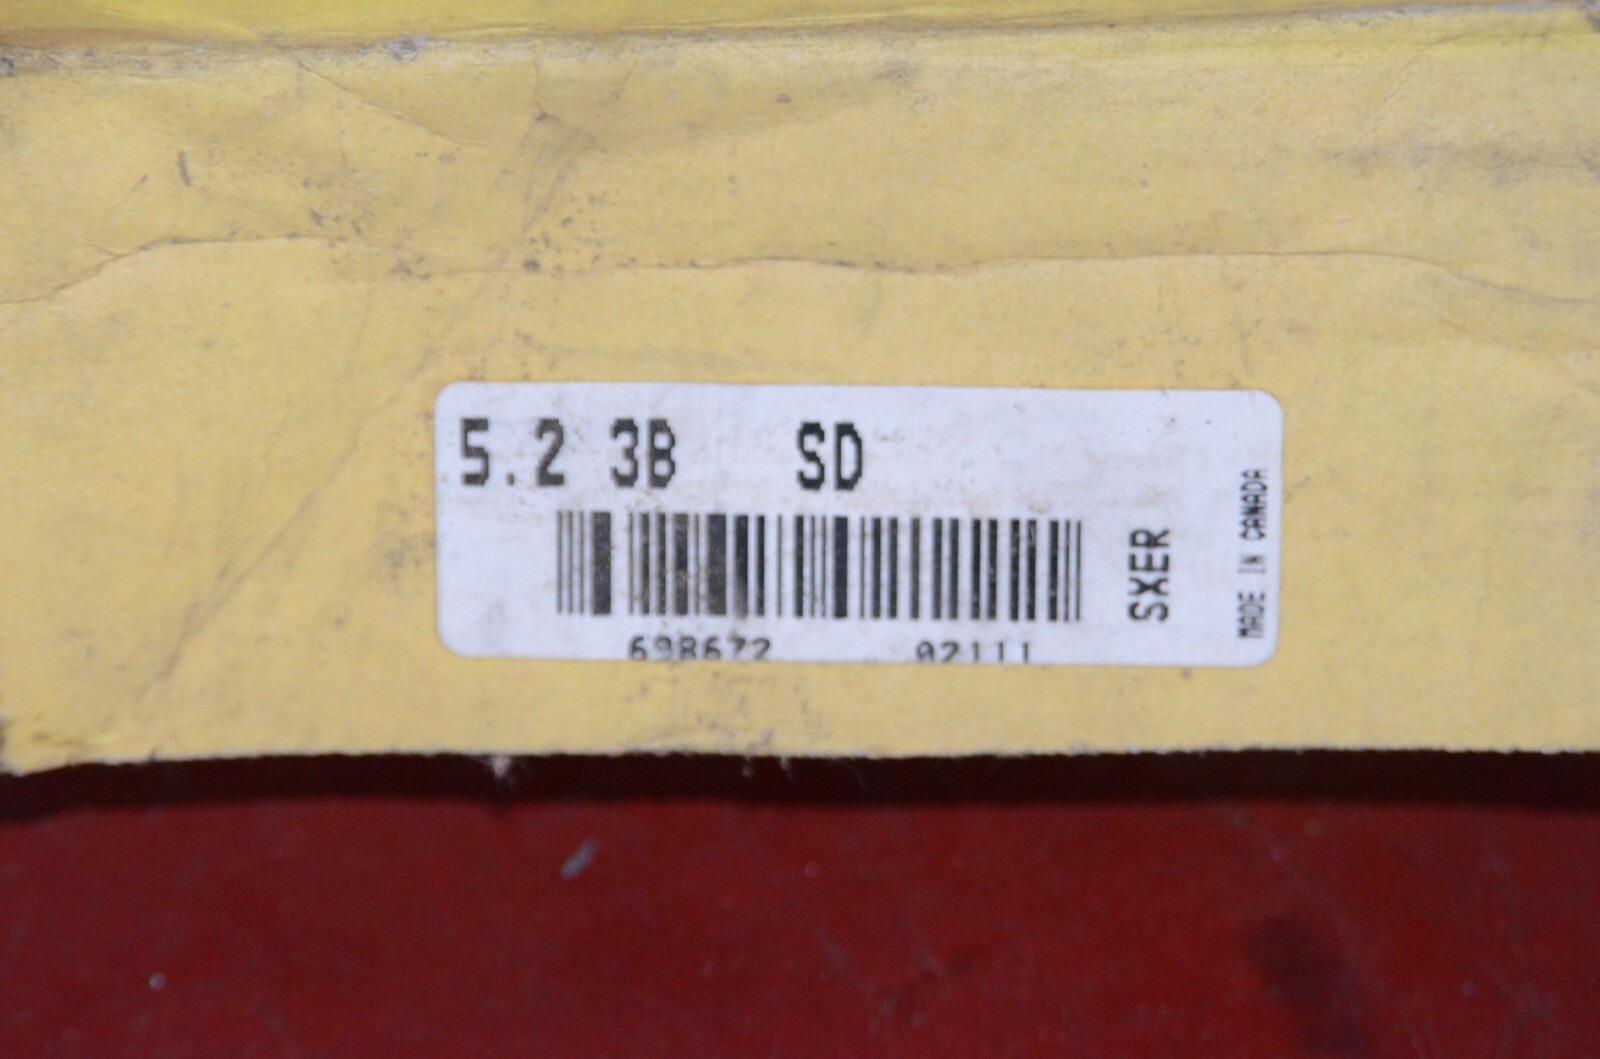 5.2 3B SD
698672 02111
SXER
MADE IN CANADA